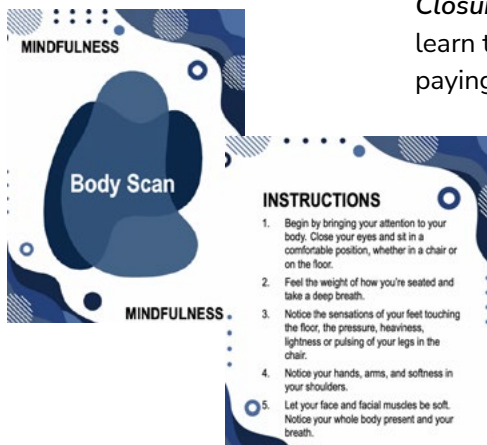 learn t
paying
MINDFULNESS
Body Scan
MINDFULNESS
INSTRUCTIONS
1. Begin by bringing your attention to your
body. Close your eyes and sit in a
comfortable position, whether in a chair or
on the floor.
2. Feel the weight of how you're seated and
take a deep breath.
3. Notice the sensations of your feet touching
the floor, the pressure, heaviness,
lightness or pulsing of your legs in the
chair.
4. Notice your hands, arms, and softness in
your shoulders.
5. Let your face and facial muscles be soft.
Notice your whole body present and your
breath.